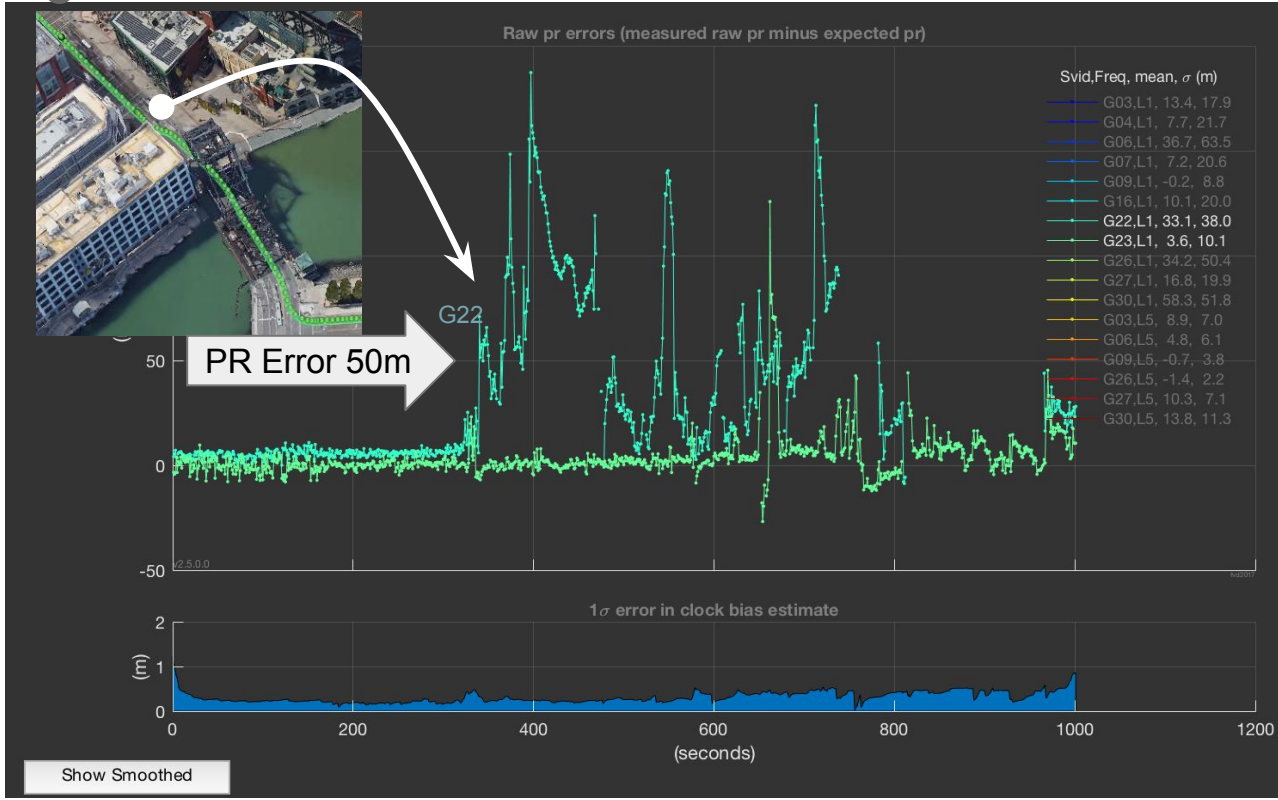 Raw pr errors (measured raw pr minus expected pr)
Svid,Freq, mean, σ (m)
G03,L1, 13.4, 17.9
G04,L1, 7.7, 21.7
G06,L1, 36.7, 63.5
G07,L1, 7.2, 20.6
G09,L1, -0.2, 8.8
G16,L1, 10.1, 20.0
G22,L1, 33.1, 38.0
G23,L1, 3.6, 10.1
G26,L1, 34.2, 50.4
G27,L1, 16.8, 19.9
G30,L1, 58.3, 51.8
G03,L5, 8.9, 7.0
G06,L5, 4.8, 6.1
G09,L5, -0.7, 3.8
G26,L5, -1.4, 2.2
G27,L5, 10.3, 7.1
G30,L5, 13.8, 11.3
G22
PR Error 50m
50
0
-50
v2.5.0.0
fvd2017
1σ error in clock bias estimate
(m)
2
1
0
0 200 400 600 800 1000 1200
(seconds)
Show Smoothed